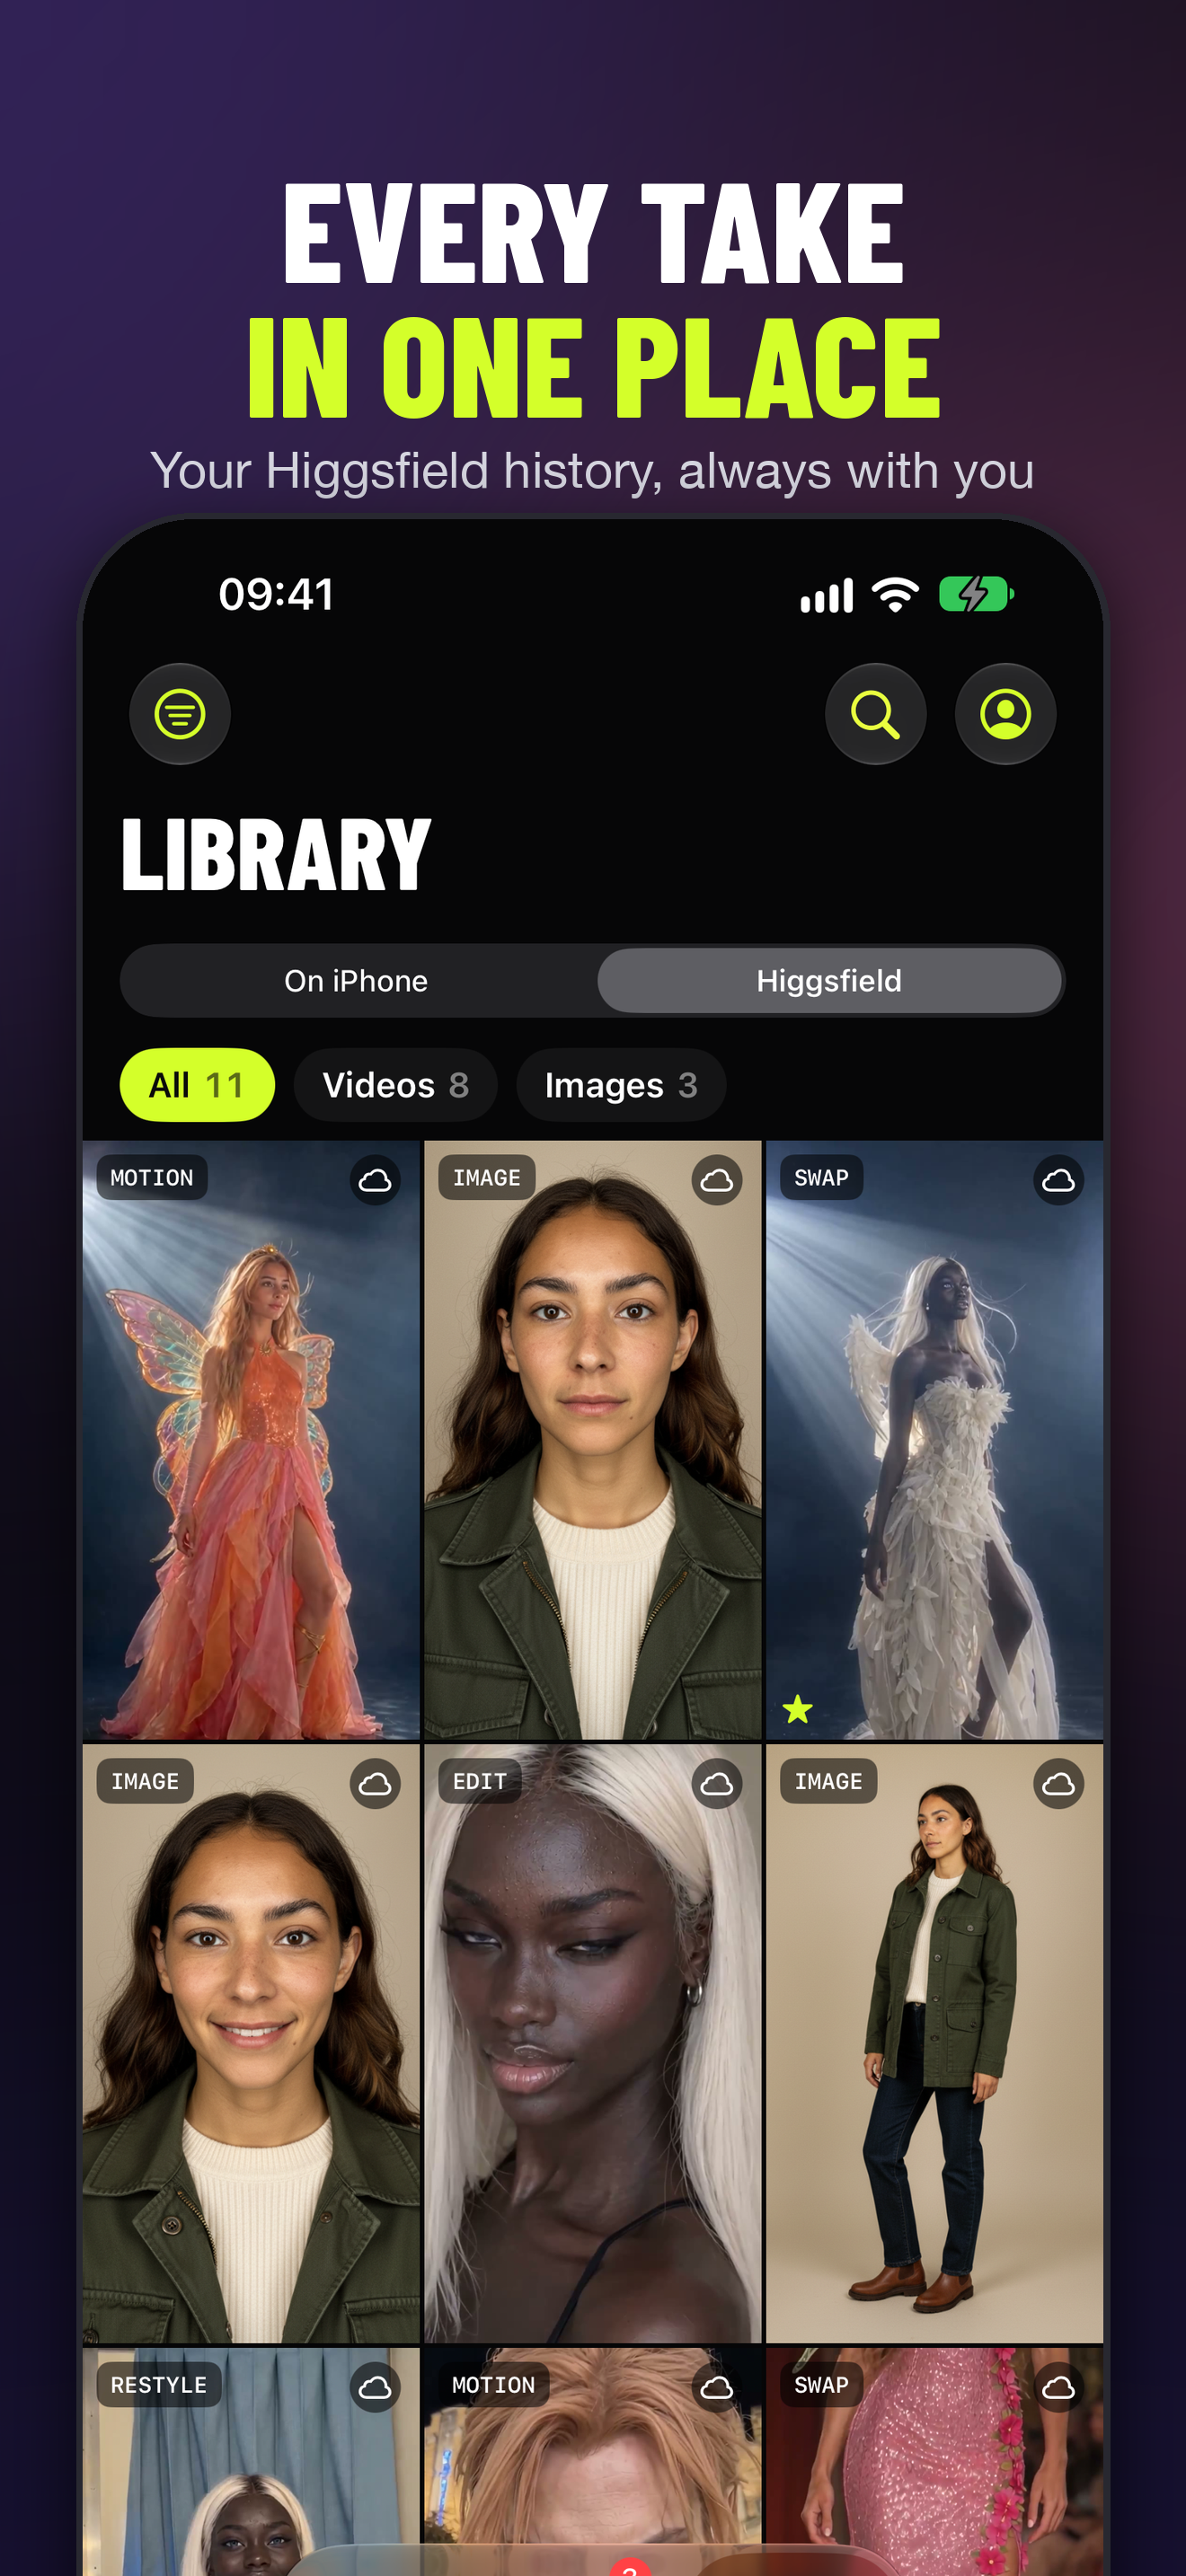 EVERY TAKE
IN ONE PLACE
Your Higgsfield history, always with you
09:41
LIBRARY
On iPhone Higgsfield
All 11 Videos 8 Images 3
MOTION IMAGE SWAP
IMAGE EDIT IMAGE
RESTYLE MOTION SWAP